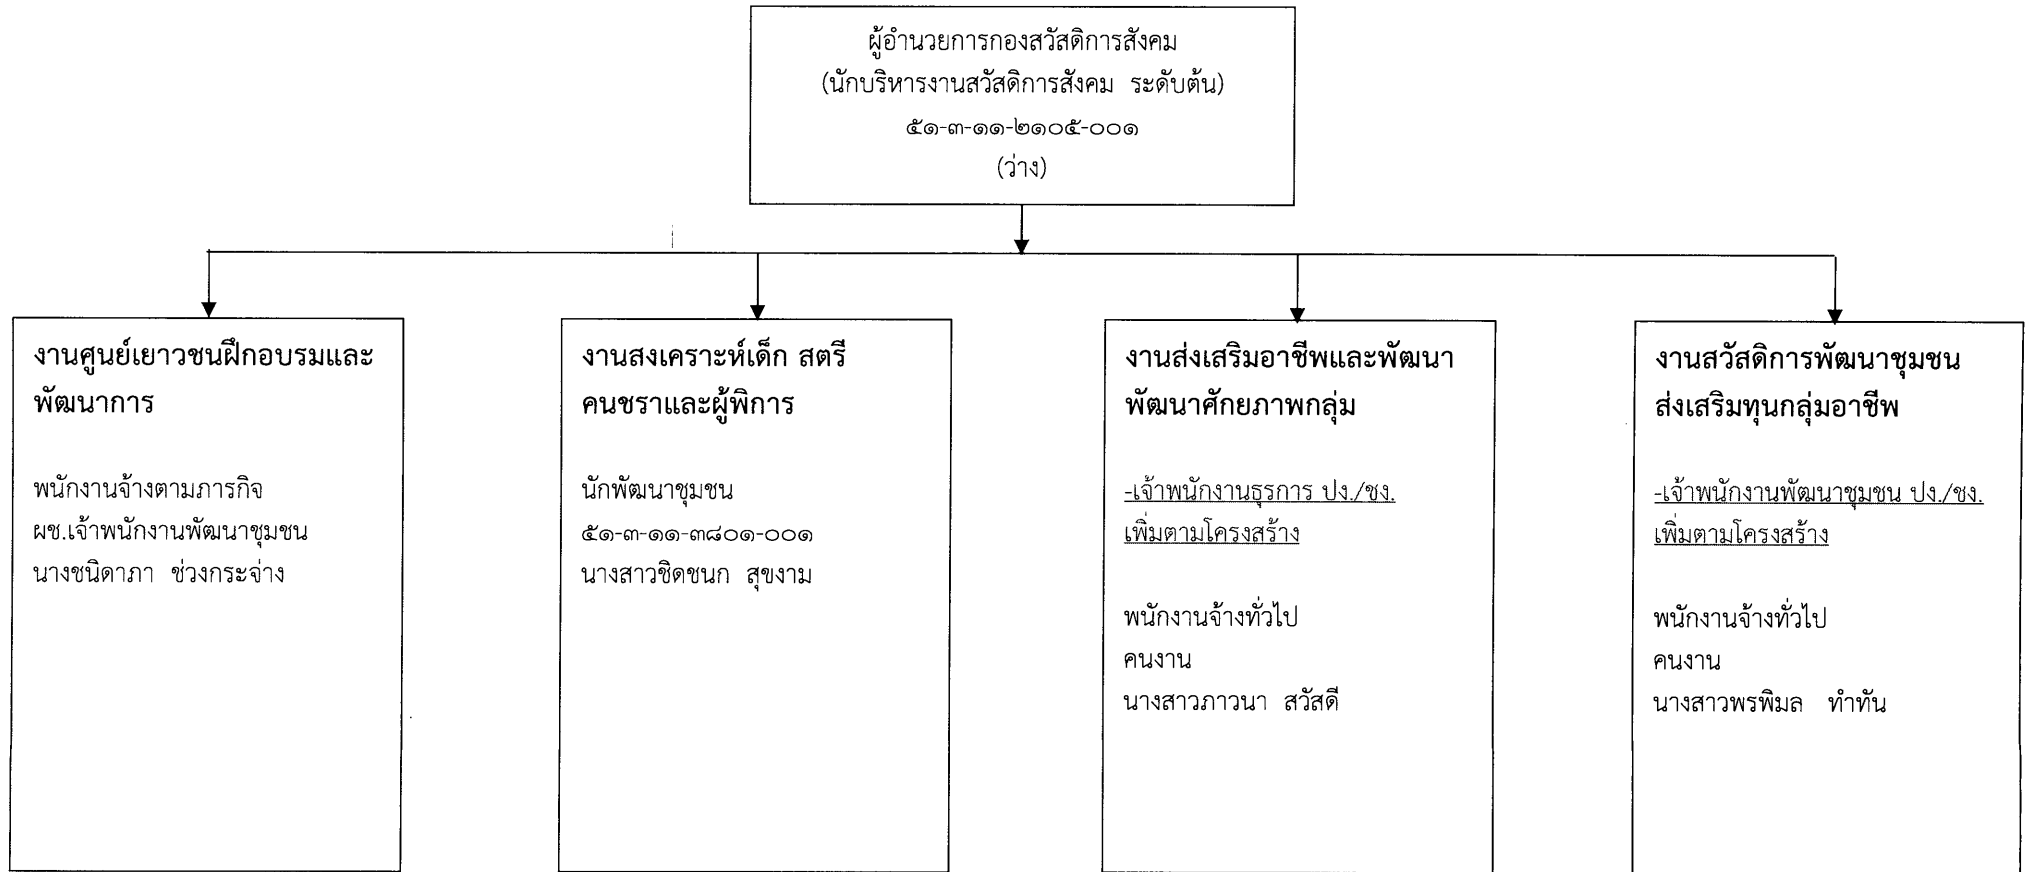 ผู้อำนวยการกองสวัสดิการสังคม
(นักบริหารงานสวัสดิการสังคม ระดับต้น)
๕๑-๓-๑๑-๒๑๐๕-๐๐๑
(ว่าง)
งานศูนย์เยาวชนฝึกอบรมและ
พัฒนาการ
พนักงานจ้างตามภารกิจ
ผช.เจ้าพนักงานพัฒนาชุมชน
นางชนิดาภา ช่วงกระจ่าง
งานสงเคราะห์เด็ก สตรี
คนชราและผู้พิการ
นักพัฒนาชุมชน
๕๑-๓-๑๑-๓๘๐๑-๐๐๑
นางสาวชิดชนก สุขงาม
งานส่งเสริมอาชีพและพัฒนา
พัฒนาศักยภาพกลุ่ม
-เจ้าพนักงานธุรการ ปง./ชง.
เพิ่มตามโครงสร้าง
พนักงานจ้างทั่วไป
คนงาน
นางสาวภาวนา สวัสดี
งานสวัสดิการพัฒนาชุมชน
ส่งเสริมทุนกลุ่มอาชีพ
-เจ้าพนักงานพัฒนาชุมชน ปง./ชง.
เพิ่มตามโครงสร้าง
พนักงานจ้างทั่วไป
คนงาน
นางสาวพรพิมล ทำทัน